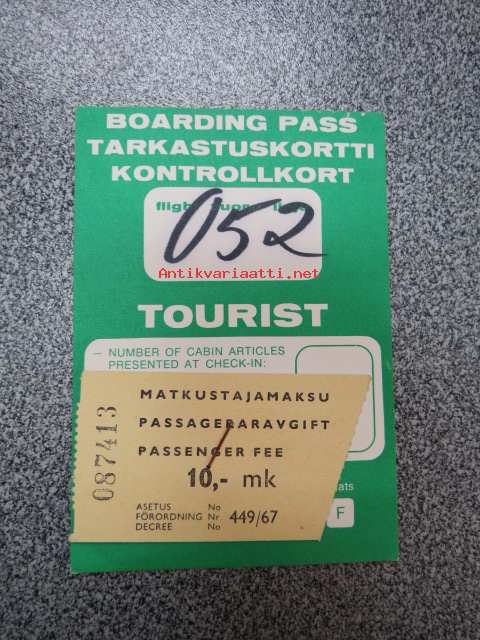 BOARDING PASS
TARKASTUSKORTTI
KONTROLLKORT
052
Antikvariaatti.net
TOURIST
- NUMBER OF CABIN ARTICLES
PRESENTED AT CHECK-IN:
087413
MATKUSTAJAMAKSU
PASSAGERARAVGIFT
PASSENGER FEE
10,- mk
ASETUS No
FÖRORDNING Nr 449/67
DECREE No
F